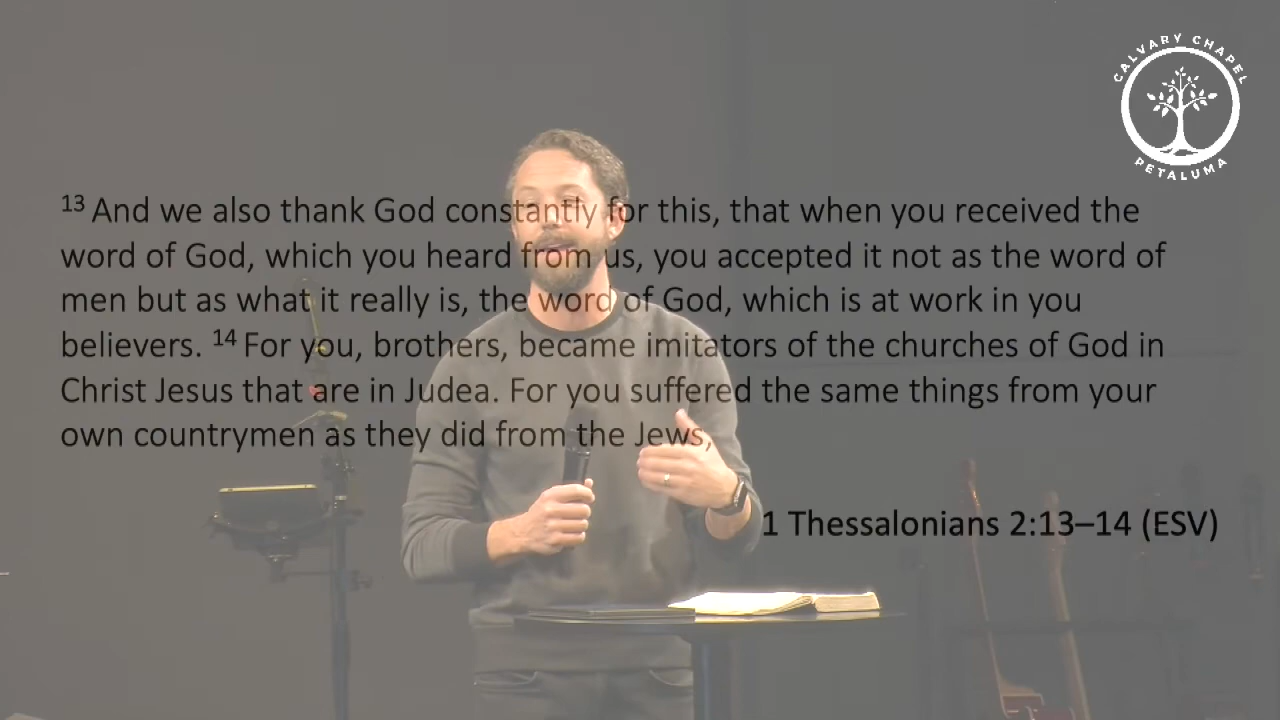 CALVARY CHAPEL
PETALUMA
13 And we also thank God constantly for this, that when you received the
word of God, which you heard from us, you accepted it not as the word of
men but as what it really is, the word of God, which is at work in you
believers. 14 For you, brothers, became imitators of the churches of God in
Christ Jesus that are in Judea. For you suffered the same things from your
own countrymen as they did from the Jews,
1 Thessalonians 2:13–14 (ESV)